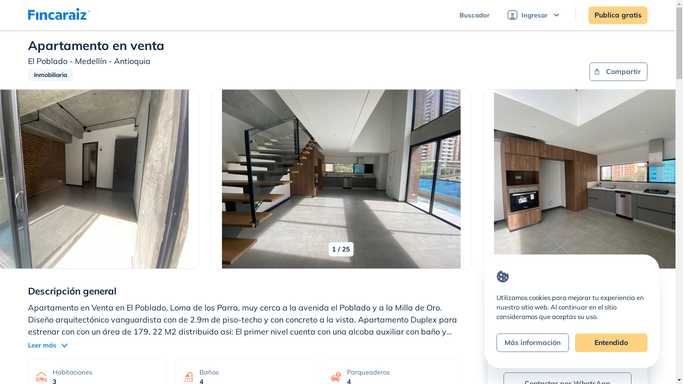 Fincaraiz
Buscador
Ingresar
Publica gratis
Apartamento en venta
El Poblado - Medellín - Antioquia
Inmobiliaria
Compartir
1 / 25
Descripción general
Apartamento en Venta en El Poblado, Loma de los Parra, muy cerca a la avenida el Poblado y a la Milla de Oro.
Diseño arquitectónico vanguardista con de 2.9m de piso-techo y con concreto a la vista. Apartamento Duplex para
estrenar con con un área de 179, 22 M2 distribuido asi: El primer nivel cuenta con una alcoba auxiliar con baño y...
Leer más
Habitaciones
3
Baños
4
Parqueaderos
4
Utilizamos cookies para mejorar tu experiencia en
nuestro sitio web. Al continuar en el sitio
consideramos que aceptas su uso.
Más información
Entendido
Contactar por WhatsApp